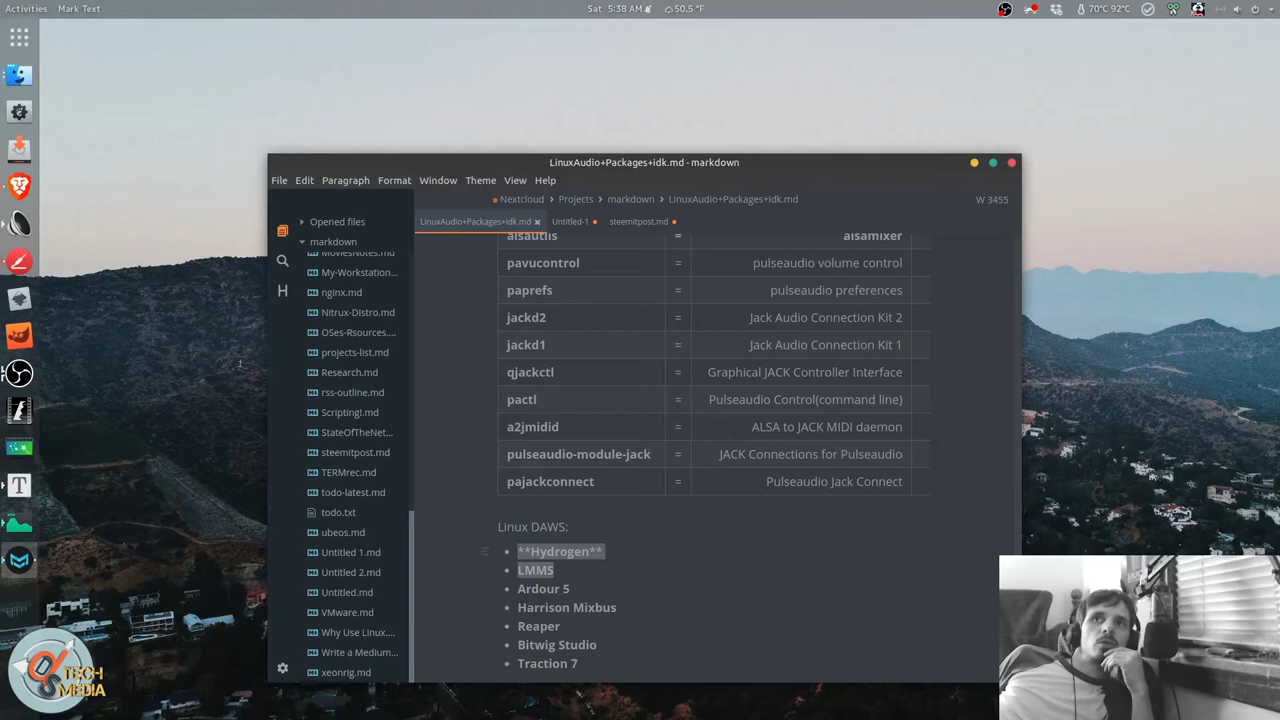 Activities Mark Text Sat 5:38 AM 50.5 °F 70°C 92°C
LinuxAudio+Packages+idk.md - markdown
File Edit Paragraph Format Window Theme View Help
Nextcloud Projects markdown LinuxAudio+Packages+idk.md W 3455
LinuxAudio+Packages+idk.md Untitled-1 steemitpost.md
Opened files
markdown
MoviesNotes.md
My-Workstation...
nginx.md
Nitrux-Distro.md
OSes-Rsources....
projects-list.md
Research.md
rss-outline.md
Scripting!.md
StateOfTheNet...
steemitpost.md
TERMrec.md
todo-latest.md
todo.txt
ubeos.md
Untitled 1.md
Untitled 2.md
Untitled.md
VMware.md
Why Use Linux....
Write a Medium...
xeonrig.md
H
alsautils = alsamixer
pavucontrol = pulseaudio volume control
paprefs = pulseaudio preferences
jackd2 = Jack Audio Connection Kit 2
jackd1 = Jack Audio Connection Kit 1
qjackctl = Graphical JACK Controller Interface
pactl = Pulseaudio Control(command line)
a2jmidid = ALSA to JACK MIDI daemon
pulseaudio-module-jack = JACK Connections for Pulseaudio
pajackconnect = Pulseaudio Jack Connect
Linux DAWS:
**Hydrogen**
LMMS
Ardour 5
Harrison Mixbus
Reaper
Bitwig Studio
Traction 7
TECH
MEDIA